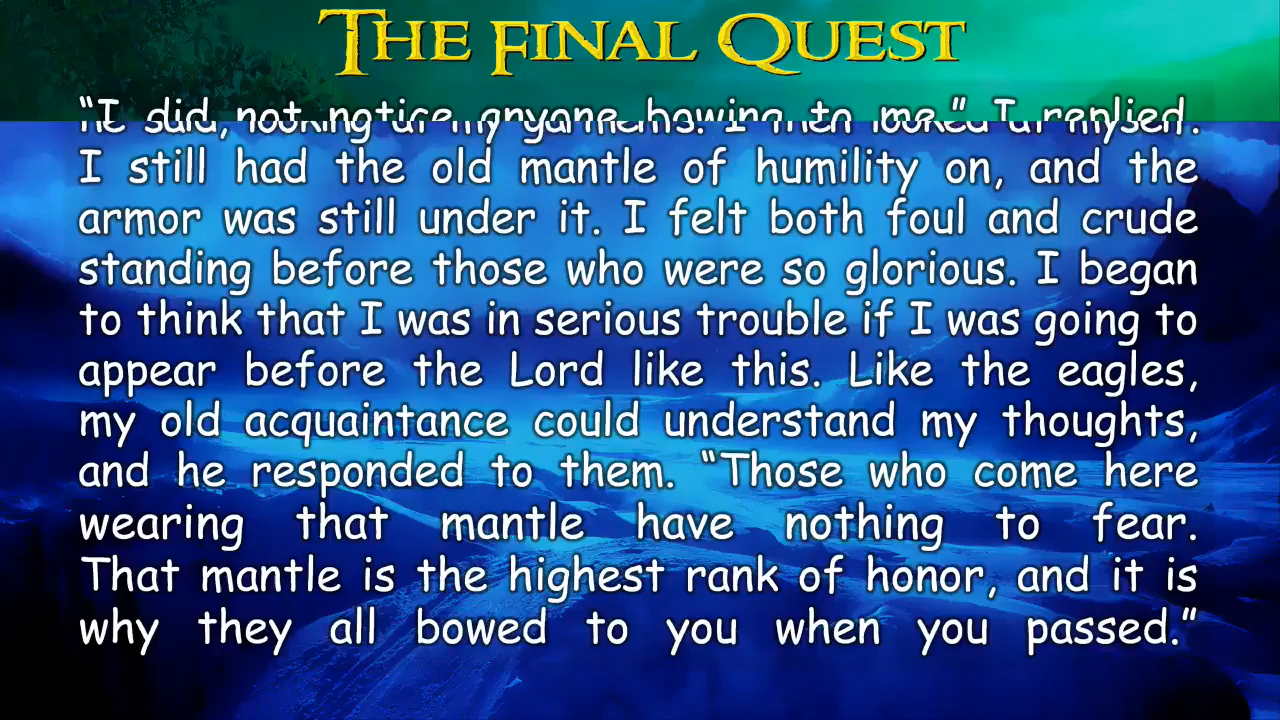 THE FINAL QUEST
I still had the old mantle of humility on, and the
armor was still under it. I felt both foul and crude
standing before those who were so glorious. I began
to think that I was in serious trouble if I was going to
appear before the Lord like this. Like the eagles,
my old acquaintance could understand my thoughts,
and he responded to them. “Those who come here
wearing that mantle have nothing to fear.
That mantle is the highest rank of honor, and it is
why they all bowed to you when you passed.”